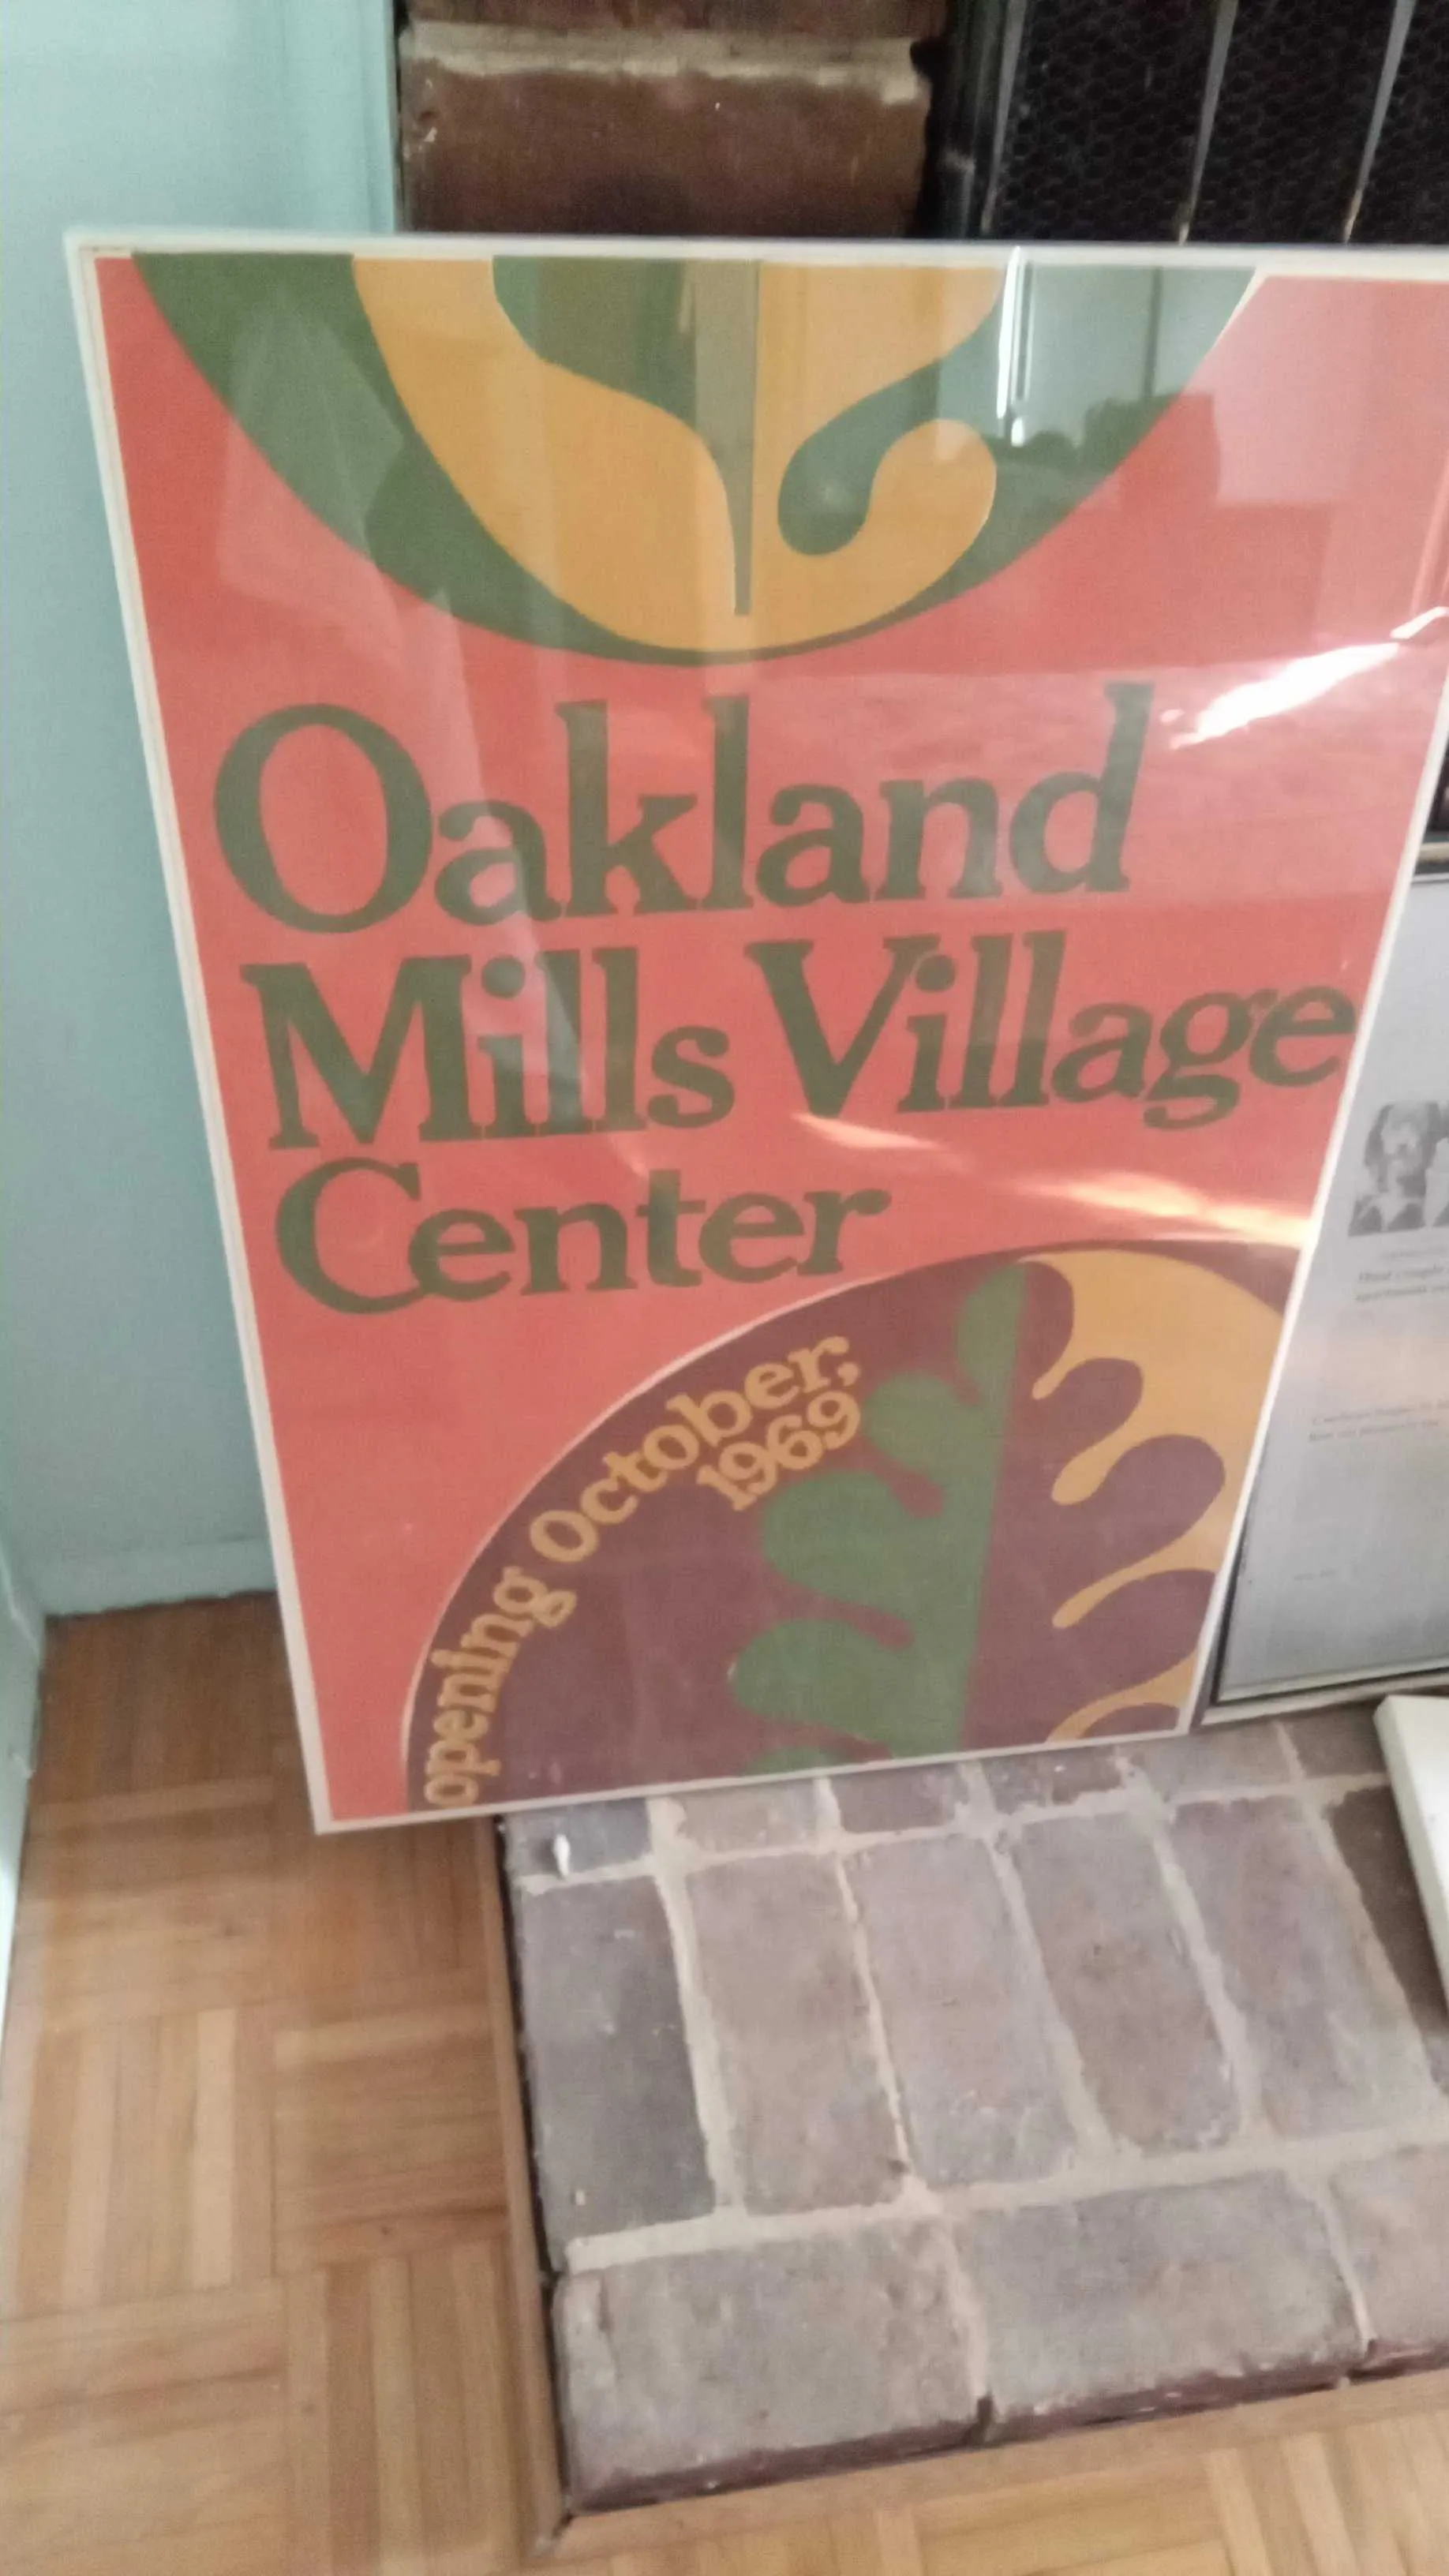 Oakland
Mills Village
Center
opening October,
1969